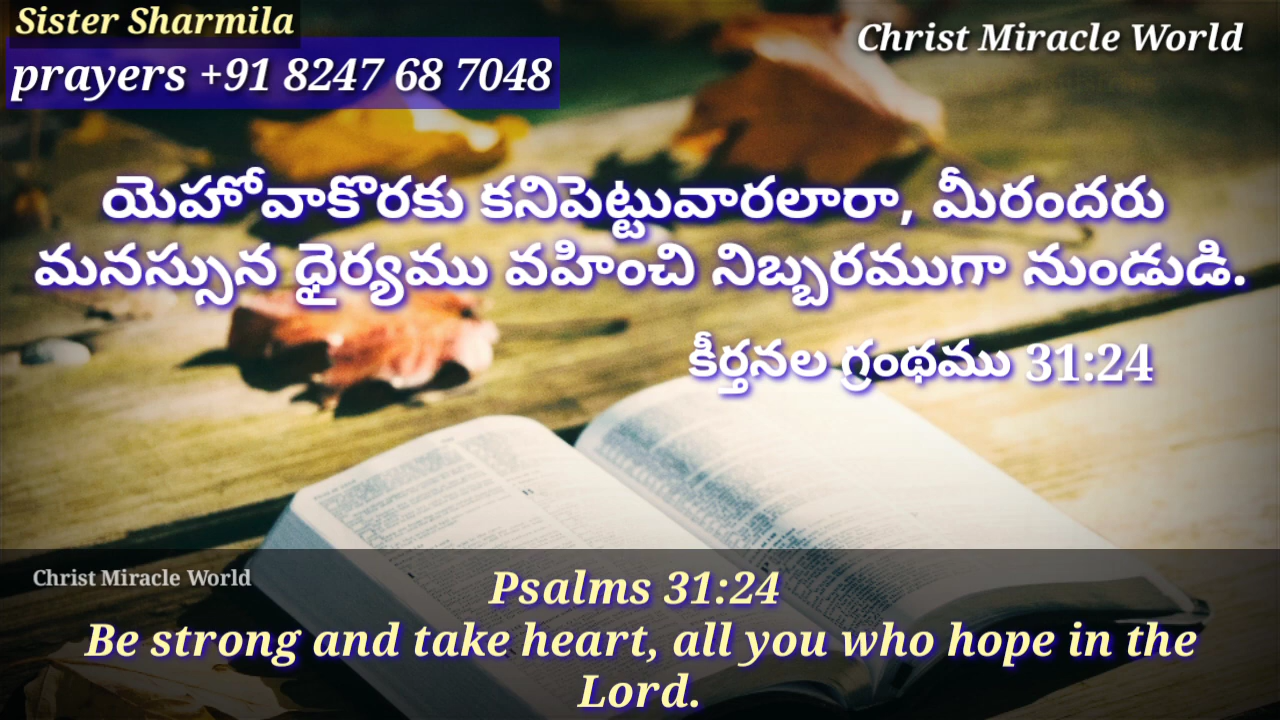 Sister Sharmila
prayers +91 8247 68 7048
Christ Miracle World
యెహోవాకొరకు కనిపెట్టువారలారా, మీరందరు
మనస్సున ధైర్యము వహించి నిబ్బరముగా నుండుడి.
కీర్తనల గ్రంథము 31:24
Christ Miracle World
Psalms 31:24
Be strong and take heart, all you who hope in the
Lord.